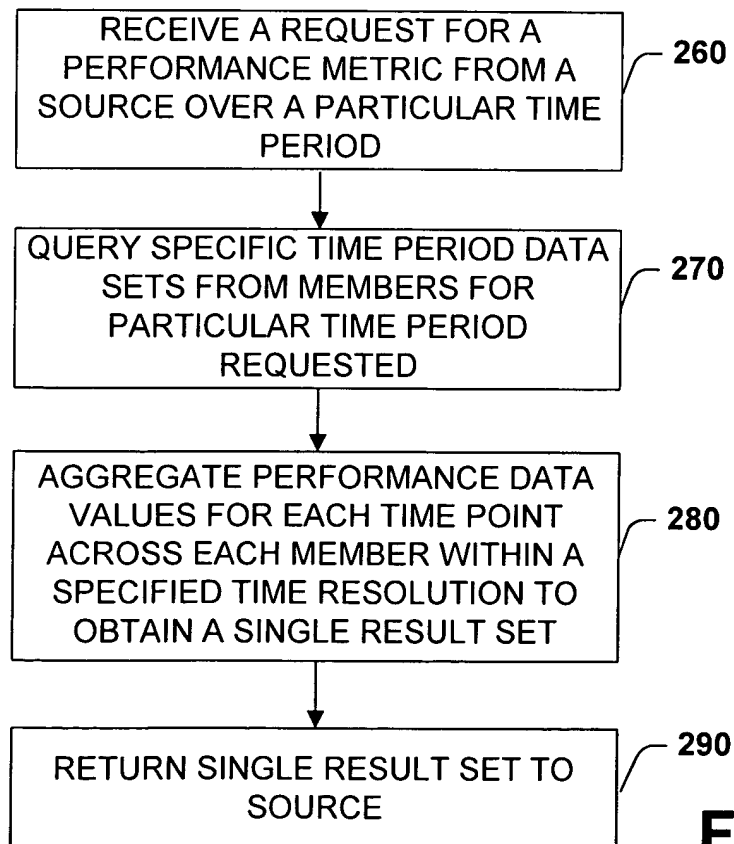 RECEIVE A REQUEST FOR A
PERFORMANCE METRIC FROM A
SOURCE OVER A PARTICULAR TIME
PERIOD
260
QUERY SPECIFIC TIME PERIOD DATA
SETS FROM MEMBERS FOR
PARTICULAR TIME PERIOD
REQUESTED
270
AGGREGATE PERFORMANCE DATA
VALUES FOR EACH TIME POINT
ACROSS EACH MEMBER WITHIN A
SPECIFIED TIME RESOLUTION TO
OBTAIN A SINGLE RESULT SET
280
RETURN SINGLE RESULT SET TO
SOURCE
290